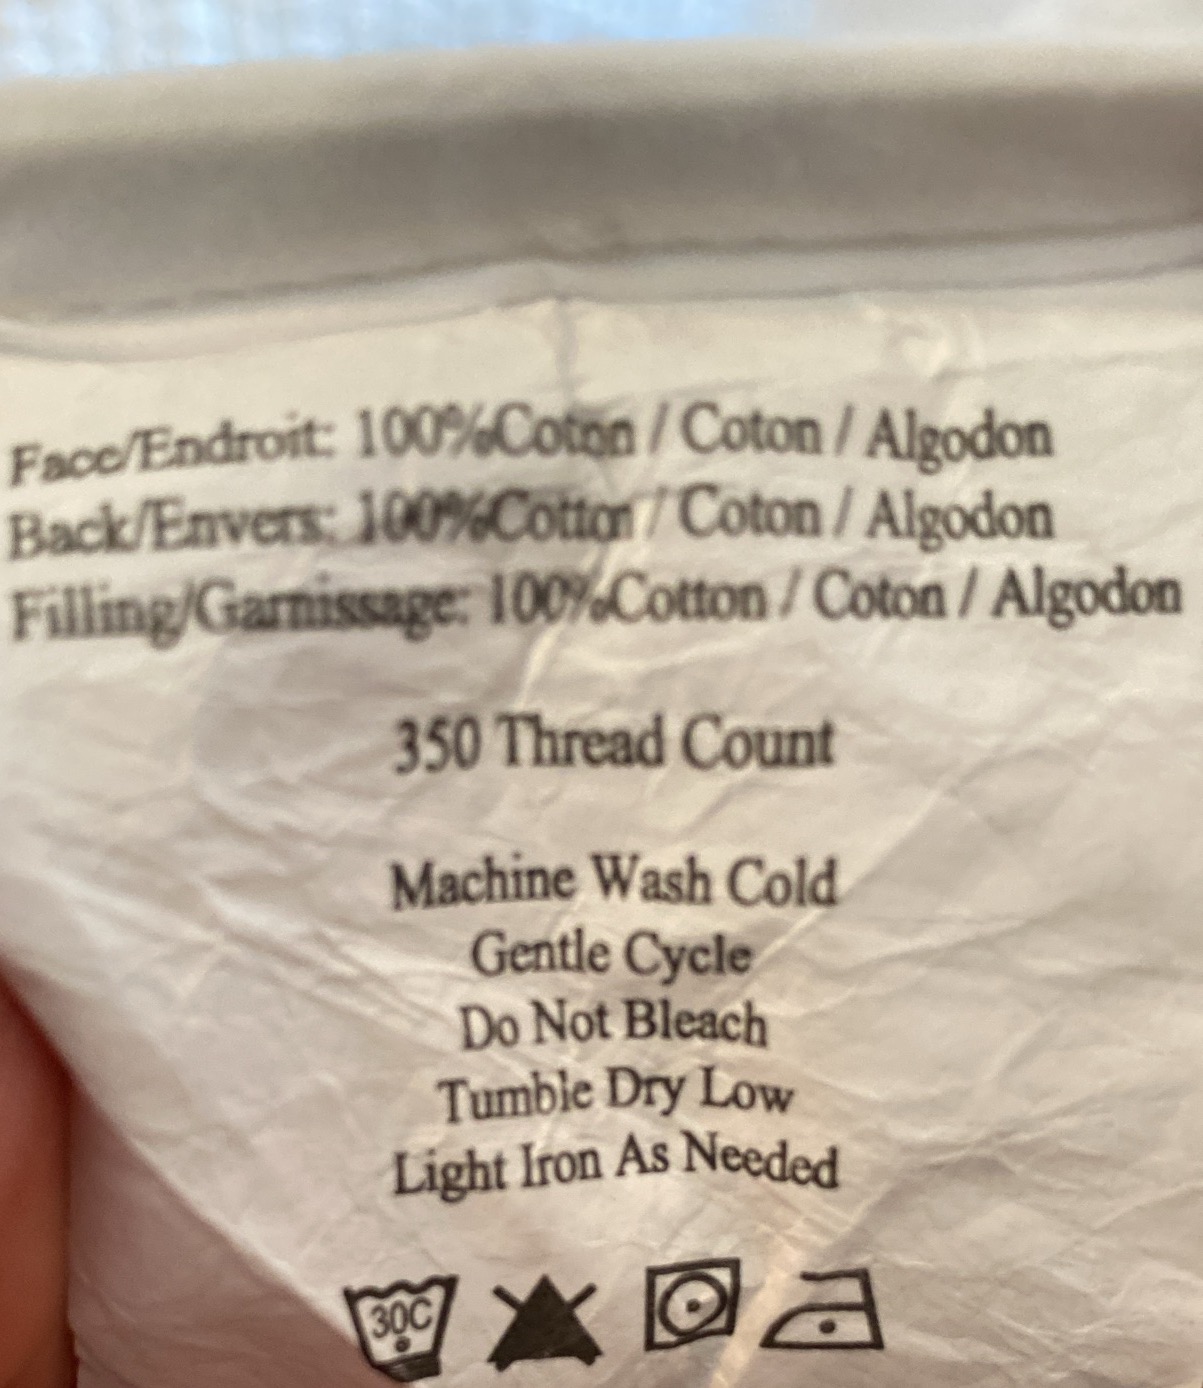 Face/Endroit: 100%Cotton / Coton / Algodon
Back/Envers: 100%Cotton / Coton / Algodon
Filling/Garnissage: 100%Cotton / Coton / Algodon
350 Thread Count
Machine Wash Cold
Gentle Cycle
Do Not Bleach
Tumble Dry Low
Light Iron As Needed
30C